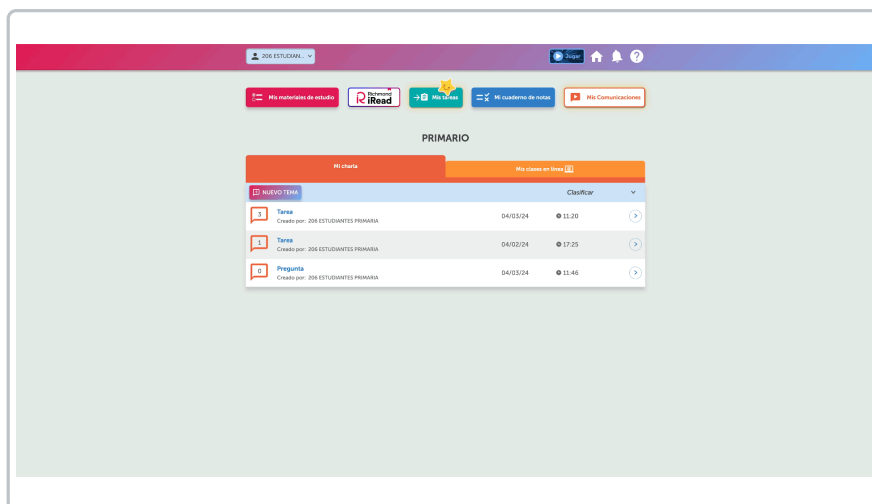 206 ESTUDIAN...
Jugar
?
Mis materiales de estudio
Richmond
iRead
Mis tareas
Mi cuaderno de notas
Mis Comunicaciones
PRIMARIO
Mi charla
Mis clases en línea
NUEVO TEMA
Clasificar
3 Tarea 04/03/24 11:20
Creado por: 206 ESTUDIANTES PRIMARIA
1 Tarea 04/02/24 17:25
Creado por: 206 ESTUDIANTES PRIMARIA
0 Pregunta 04/03/24 11:46
Creado por: 206 ESTUDIANTES PRIMARIA